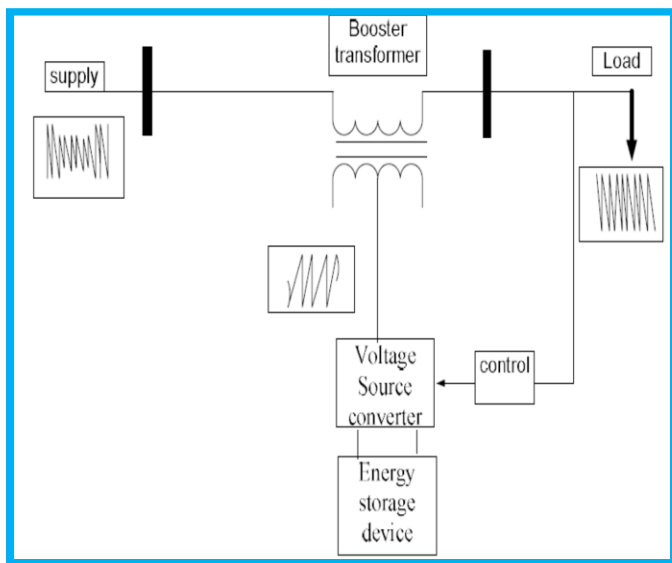 Booster
transformer
supply
Load
Voltage
Source
converter
control
Energy
storage
device